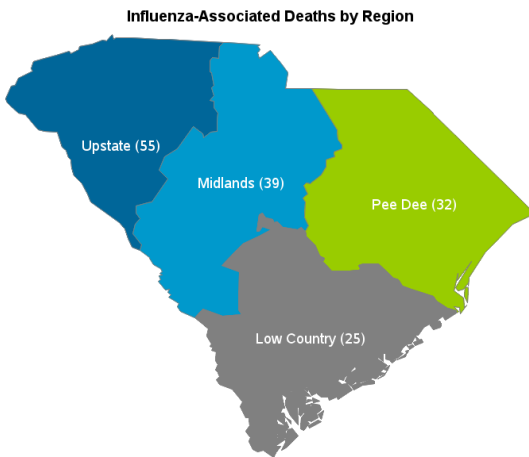 Influenza-Associated Deaths by Region
Upstate (55)
Midlands (39)
Pee Dee (32)
Low Country (25)